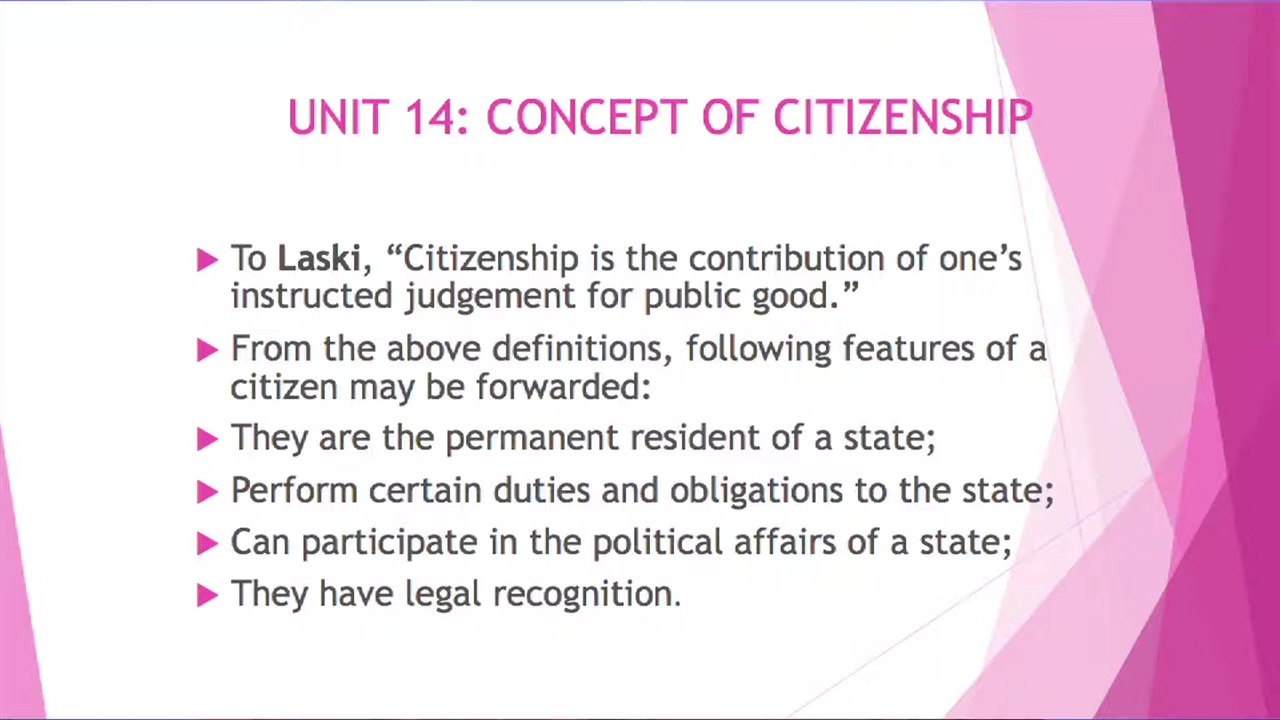 UNIT 14: CONCEPT OF CITIZENSHIP
To Laski, “Citizenship is the contribution of one’s
instructed judgement for public good.”
From the above definitions, following features of a
citizen may be forwarded:
They are the permanent resident of a state;
Perform certain duties and obligations to the state;
Can participate in the political affairs of a state;
They have legal recognition.